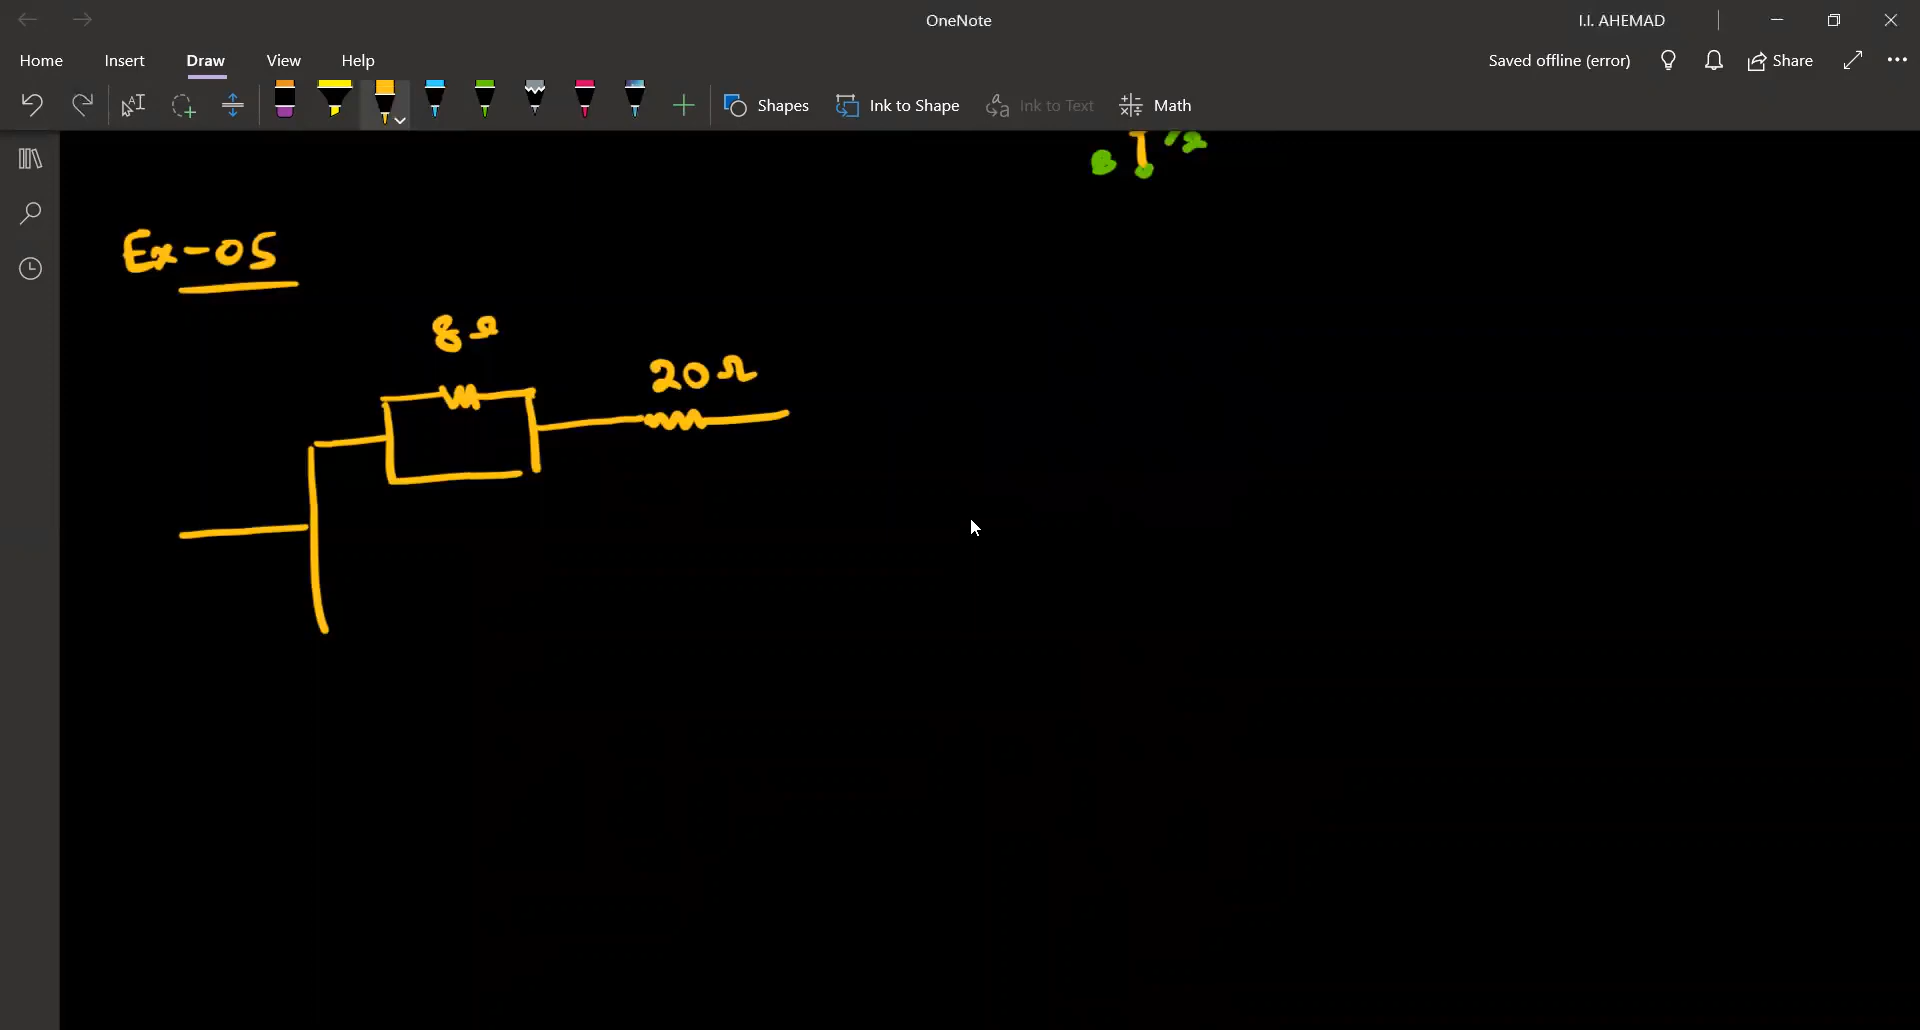 OneNote
I.I. AHEMAD
Home Insert Draw View Help
Saved offline (error) Share
Shapes Ink to Shape Ink to Text Math
Ex-05
8Ω
20Ω